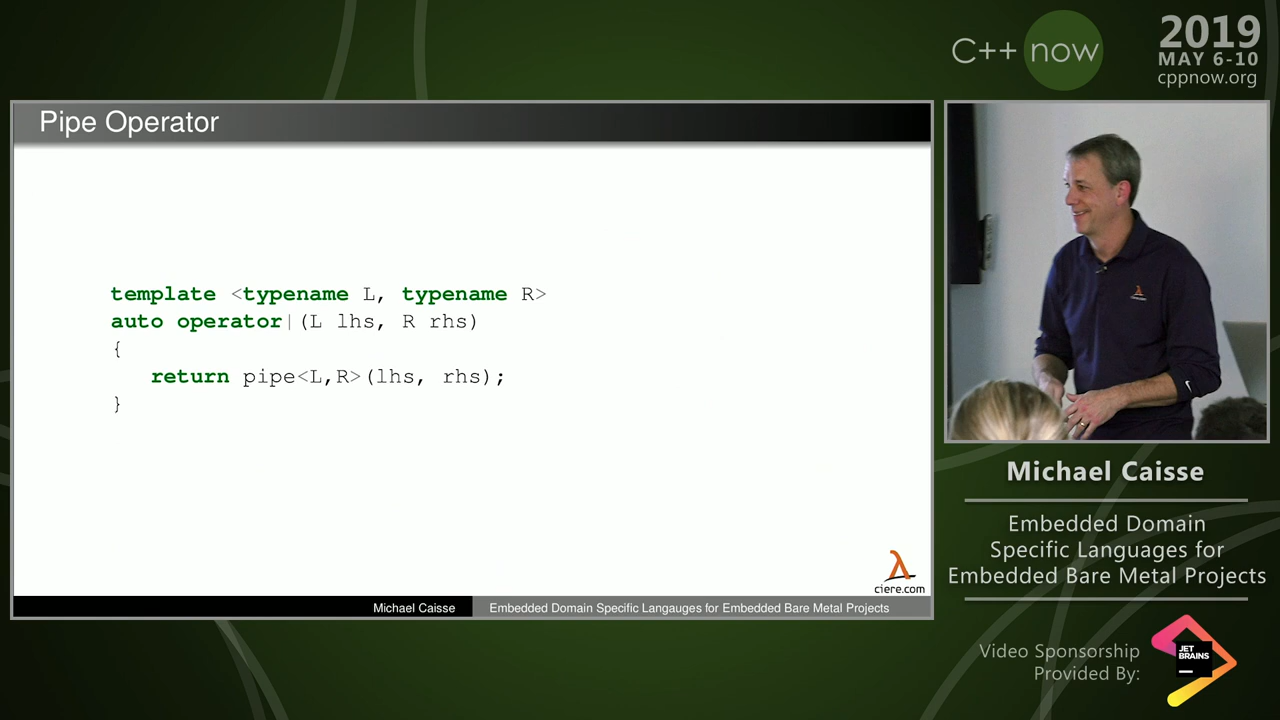 C++ now
2019
MAY 6-10
cppnow.org
Pipe Operator
template <typename L, typename R>
auto operator|(L lhs, R rhs)
{
return pipe<L,R>(lhs, rhs);
}
ciere.com
Michael Caisse
Embedded Domain Specific Langauges for Embedded Bare Metal Projects
Michael Caisse
Embedded Domain
Specific Languages for
Embedded Bare Metal Projects
Video Sponsorship
Provided By:
JET
BRAINS